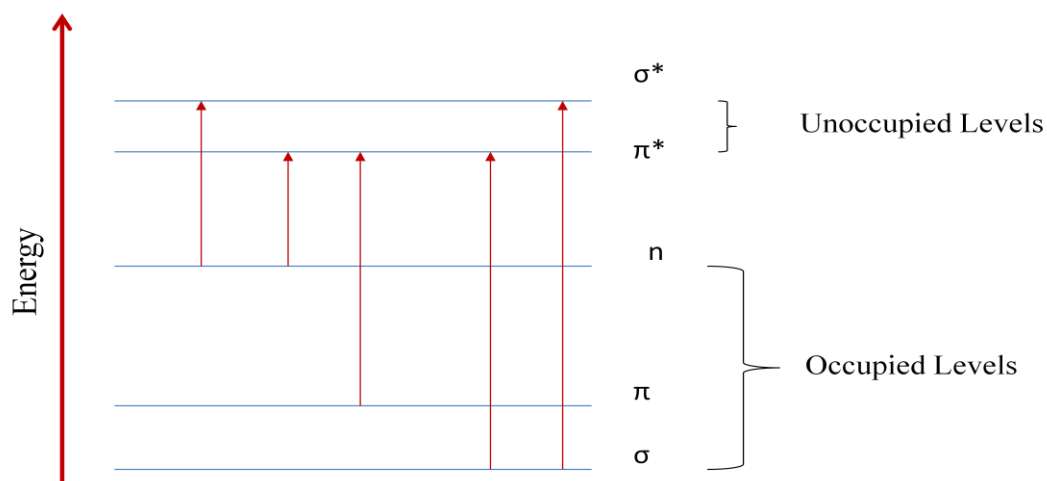 σ*
Unoccupied Levels
π*
n
Energy
Occupied Levels
π
σ